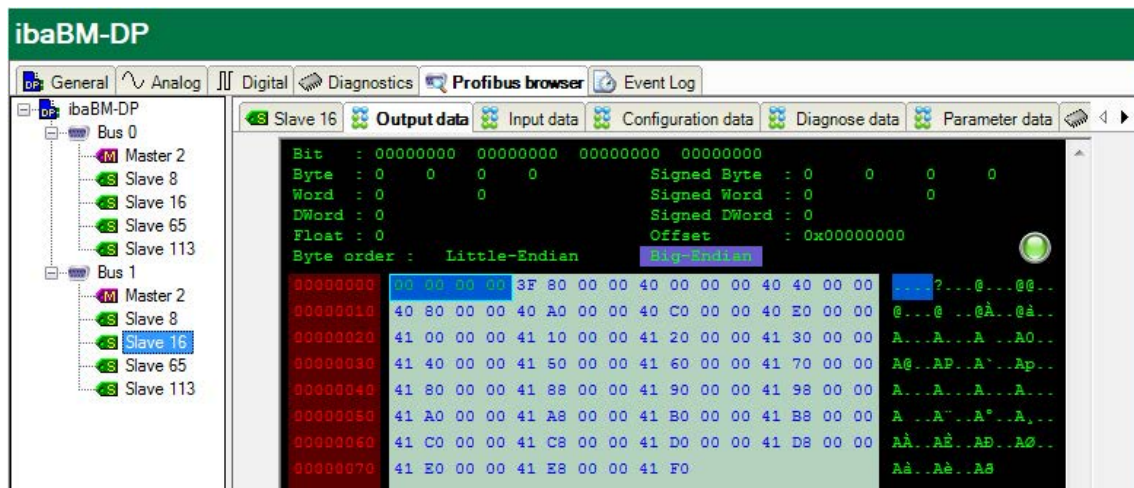 ibaBM-DP
General Analog Digital Diagnostics Profibus browser Event Log
ibaBM-DP
Bus 0
Master 2
Slave 8
Slave 16
Slave 65
Slave 113
Bus 1
Master 2
Slave 8
Slave 16
Slave 65
Slave 113
Slave 16 Output data Input data Configuration data Diagnose data Parameter data
Bit : 00000000 00000000 00000000 00000000
Byte : 0 0 0 0 Signed Byte : 0 0 0 0
Word : 0 0 Signed Word : 0 0
DWord : 0 Signed DWord : 0
Float : 0 Offset : 0x00000000
Byte order : Little-Endian Big-Endian
00000000 00 00 00 00 3F 80 00 00 40 00 00 00 40 40 00 00 ....?...@...@@..
00000010 40 80 00 00 40 A0 00 00 40 C0 00 00 40 E0 00 00 @...@ ..@À..@à..
00000020 41 00 00 00 41 10 00 00 41 20 00 00 41 30 00 00 A...A...A ..A0..
00000030 41 40 00 00 41 50 00 00 41 60 00 00 41 70 00 00 A@..AP..A`..Ap..
00000040 41 80 00 00 41 88 00 00 41 90 00 00 41 98 00 00 A...A...A...A...
00000050 41 A0 00 00 41 A8 00 00 41 B0 00 00 41 B8 00 00 A ..A¨..A°..A¸..
00000060 41 C0 00 00 41 C8 00 00 41 D0 00 00 41 D8 00 00 AÀ..AÈ..AÐ..AØ..
00000070 41 E0 00 00 41 E8 00 00 41 F0 Aà..Aè..Að